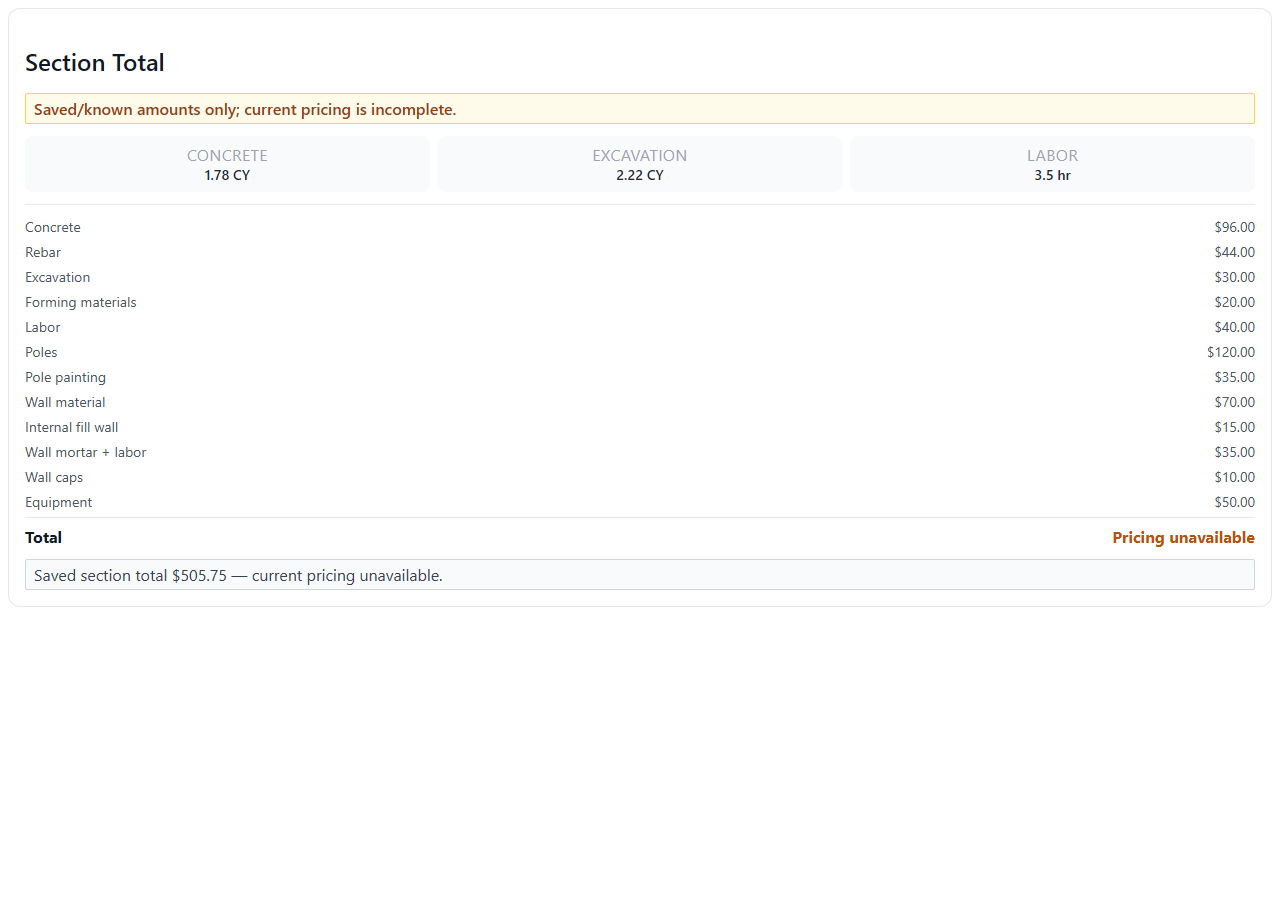 Section Total
Saved/known amounts only; current pricing is incomplete.
CONCRETE
1.78 CY
EXCAVATION
2.22 CY
LABOR
3.5 hr
Concrete $96.00
Rebar $44.00
Excavation $30.00
Forming materials $20.00
Labor $40.00
Poles $120.00
Pole painting $35.00
Wall material $70.00
Internal fill wall $15.00
Wall mortar + labor $35.00
Wall caps $10.00
Equipment $50.00
Total Pricing unavailable
Saved section total $505.75 — current pricing unavailable.